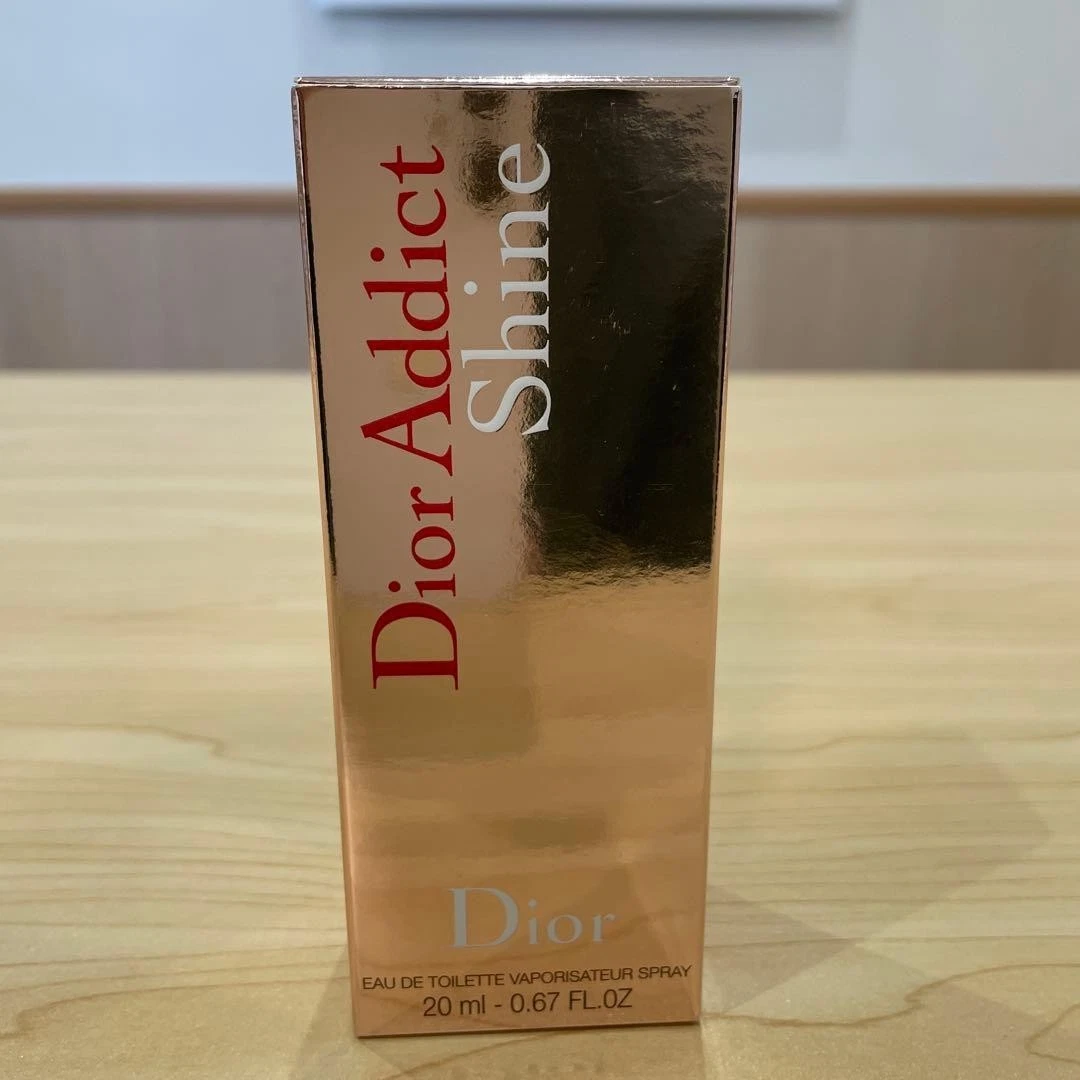 Dior Addict
Shine
Dior
EAU DE TOILETTE VAPORISATEUR SPRAY
20 ml - 0.67 FL.OZ